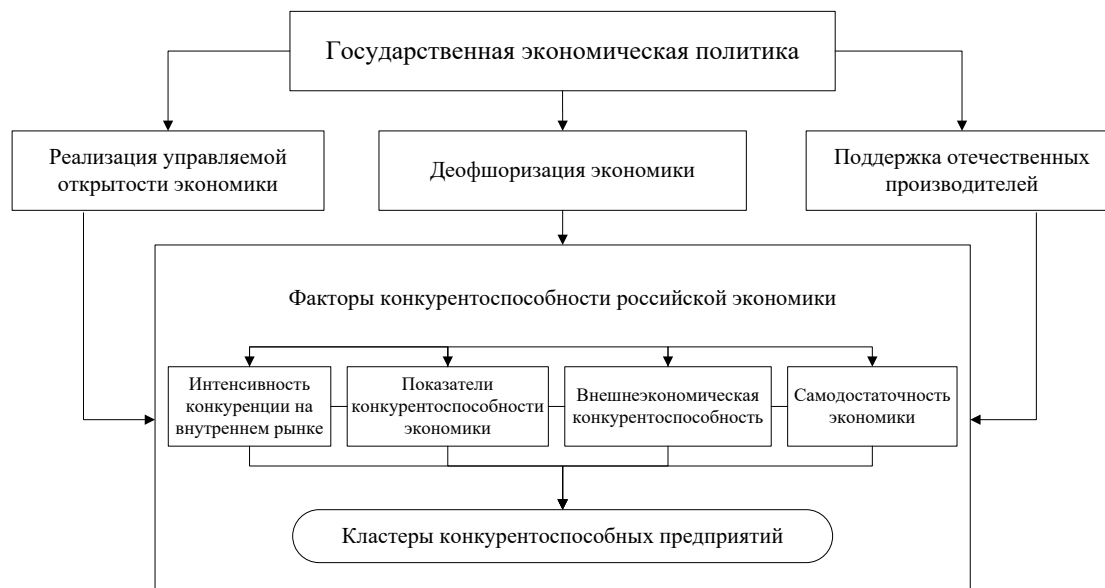 Государственная экономическая политика
Реализация управляемой
открытости экономики
Деофшоризация экономики
Поддержка отечественных
производителей
Факторы конкурентоспособности российской экономики
Интенсивность
конкуренции на
внутреннем рынке
Показатели
конкурентоспособности
экономики
Внешнеэкономическая
конкурентоспособность
Самодостаточность
экономики
Кластеры конкурентоспособных предприятий